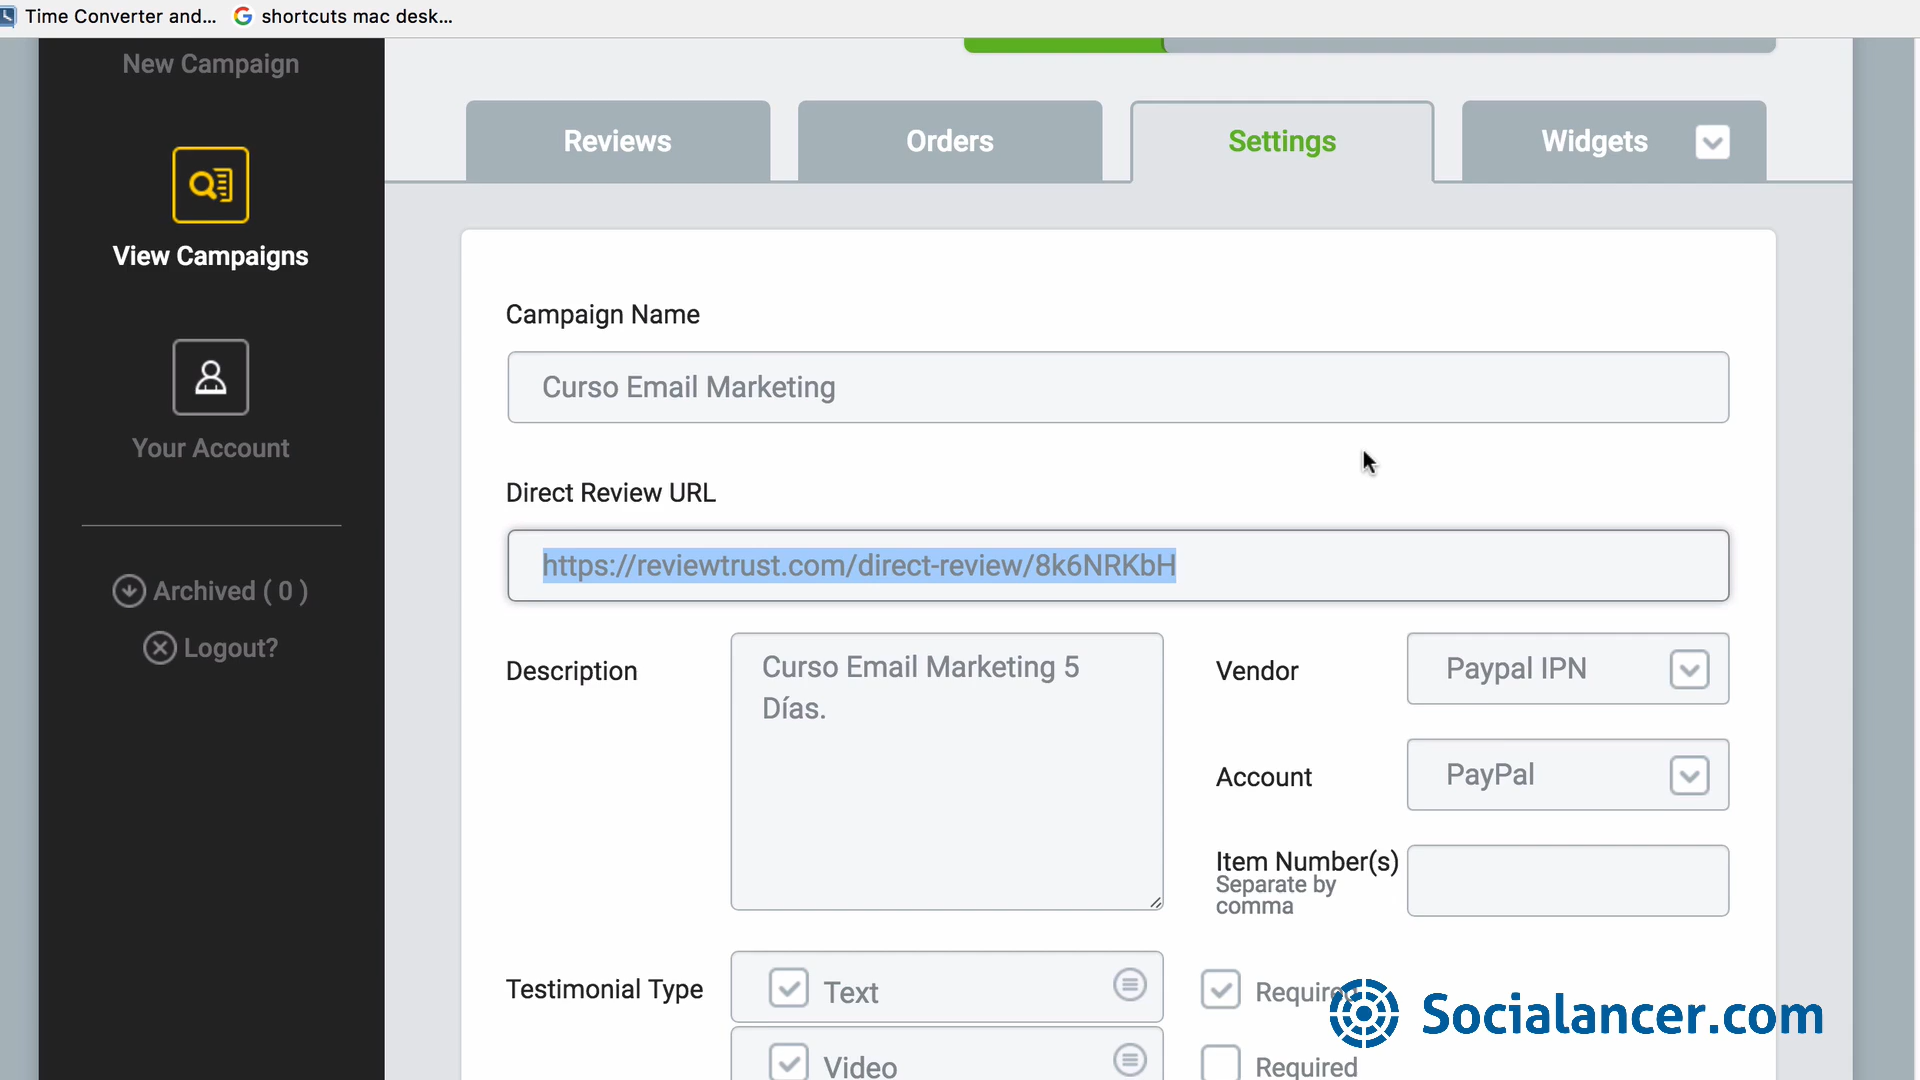 Time Converter and...
shortcuts mac desk...
New Campaign
View Campaigns
Your Account
Archived ( 0 )
Logout?
Reviews
Orders
Settings
Widgets
Campaign Name
Curso Email Marketing
Direct Review URL
https://reviewtrust.com/direct-review/8k6NRKbH
Description
Curso Email Marketing 5
Días.
Vendor
Paypal IPN
Account
PayPal
Item Number(s)
Separate by
comma
Testimonial Type
Text
Required
Video
Required
Socialancer.com